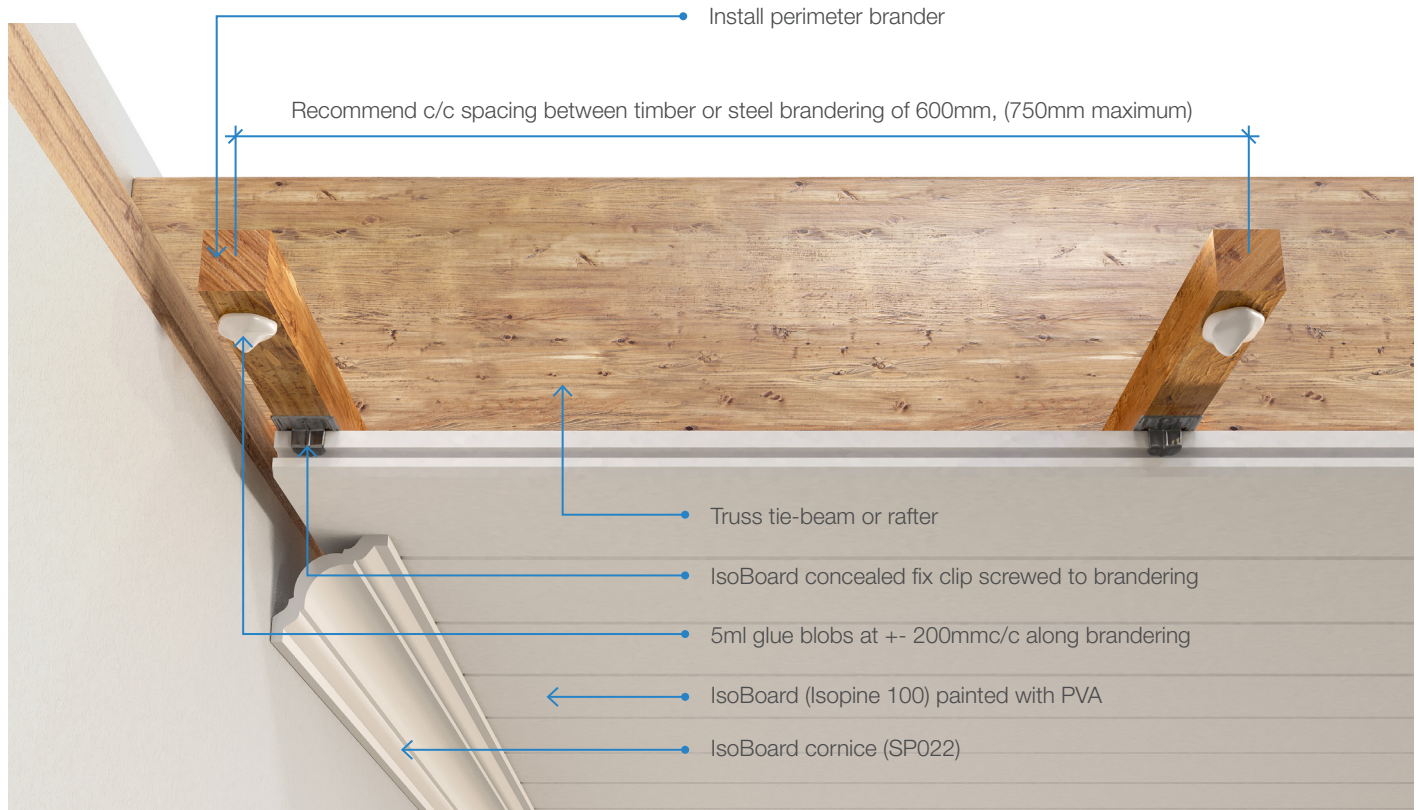 Install perimeter brander
Recommend c/c spacing between timber or steel brandering of 600mm, (750mm maximum)
Truss tie-beam or rafter
IsoBoard concealed fix clip screwed to brandering
5ml glue blobs at +- 200mmc/c along brandering
IsoBoard (Isopine 100) painted with PVA
IsoBoard cornice (SP022)